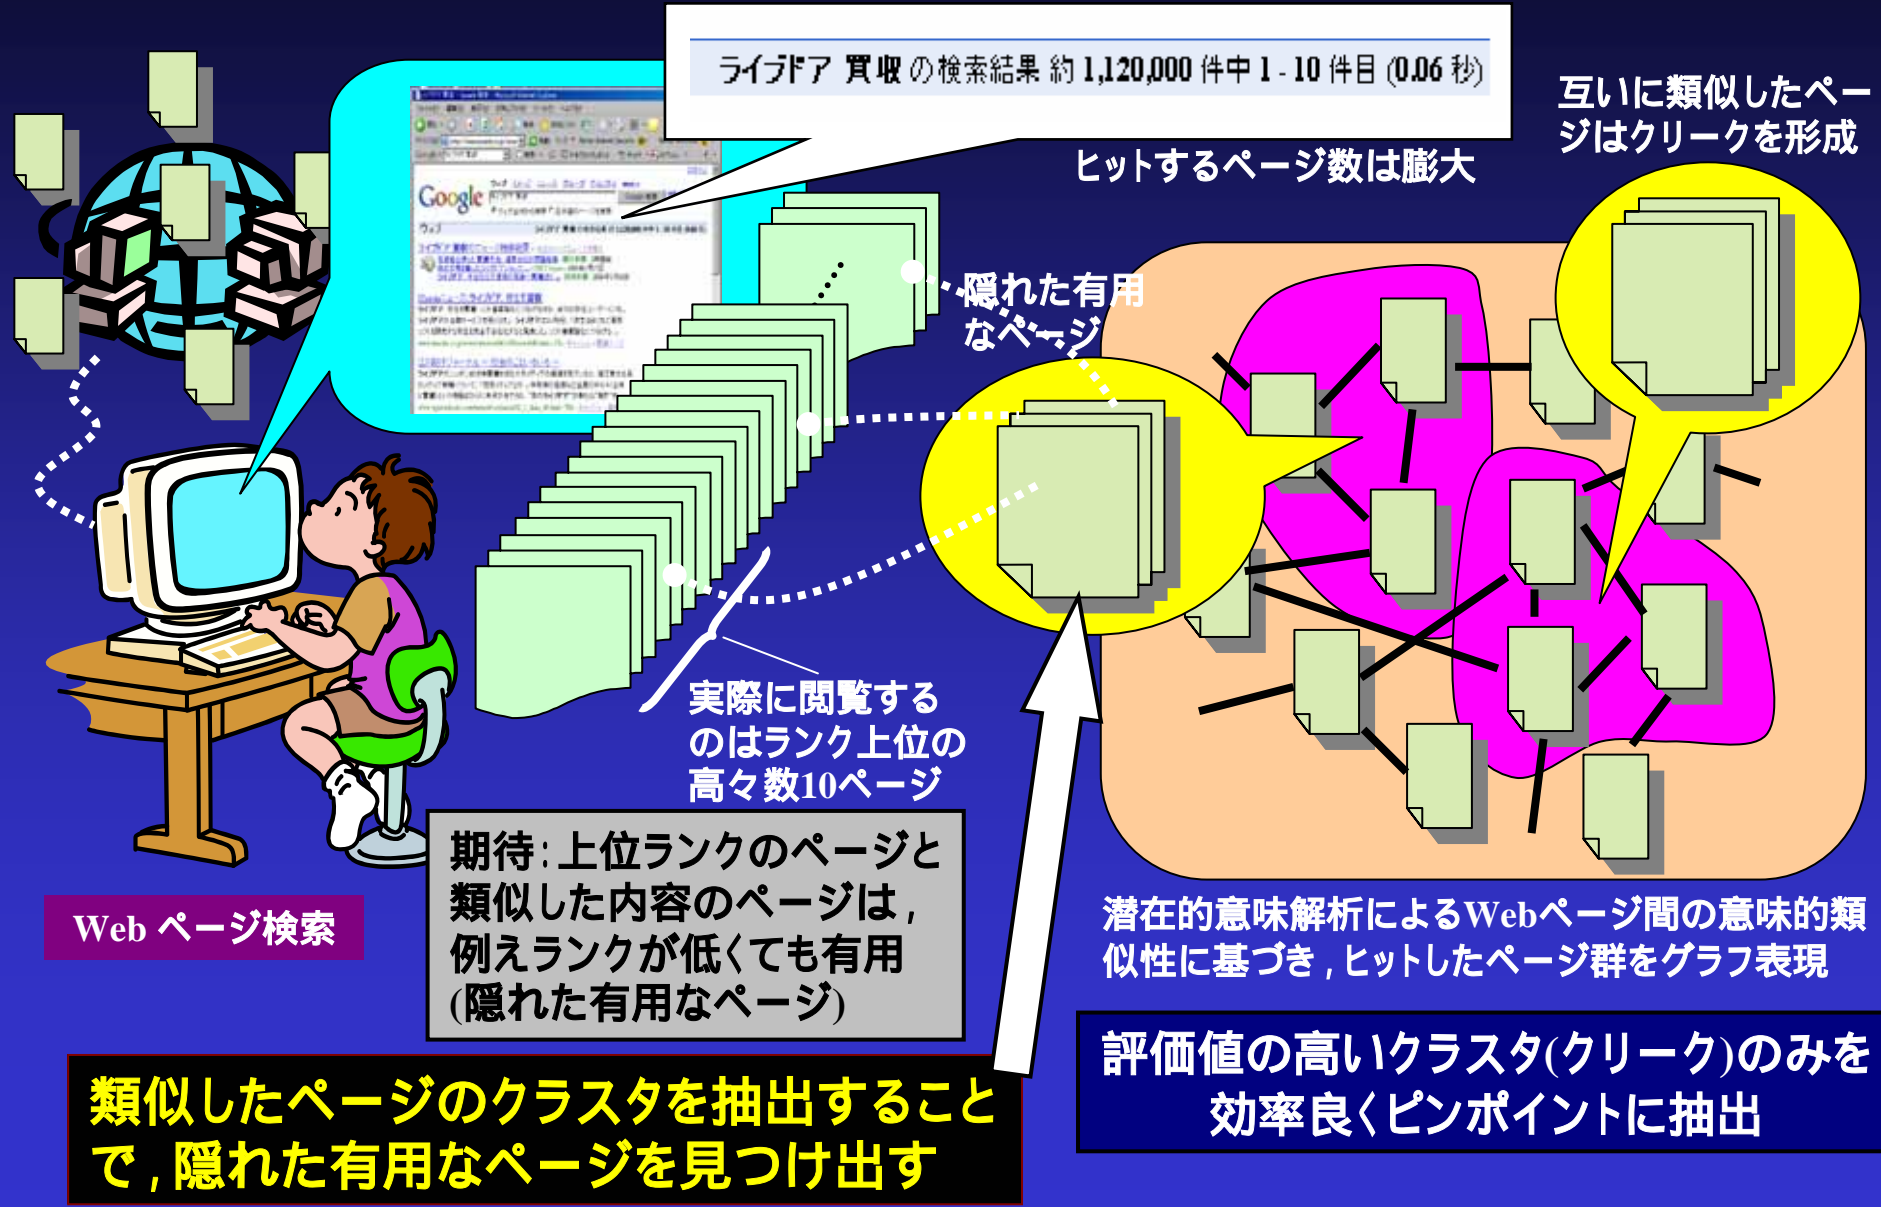 ライブドア 買収 の検索結果 約 1,120,000 件中 1 - 10 件目 (0.06 秒)
ヒットするページ数は膨大
互いに類似したペー
ジはクリークを形成
Google
ウェブ
隠れた有用
なページ
実際に閲覧する
のはランク上位の
高々数10ページ
Web ページ検索
期待:上位ランクのページと
類似した内容のページは,
例えランクが低くても有用
(隠れた有用なページ)
潜在的意味解析によるWebページ間の意味的類
似性に基づき,ヒットしたページ群をグラフ表現
類似したページのクラスタを抽出すること
で,隠れた有用なページを見つけ出す
評価値の高いクラスタ(クリーク)のみを
効率良くピンポイントに抽出